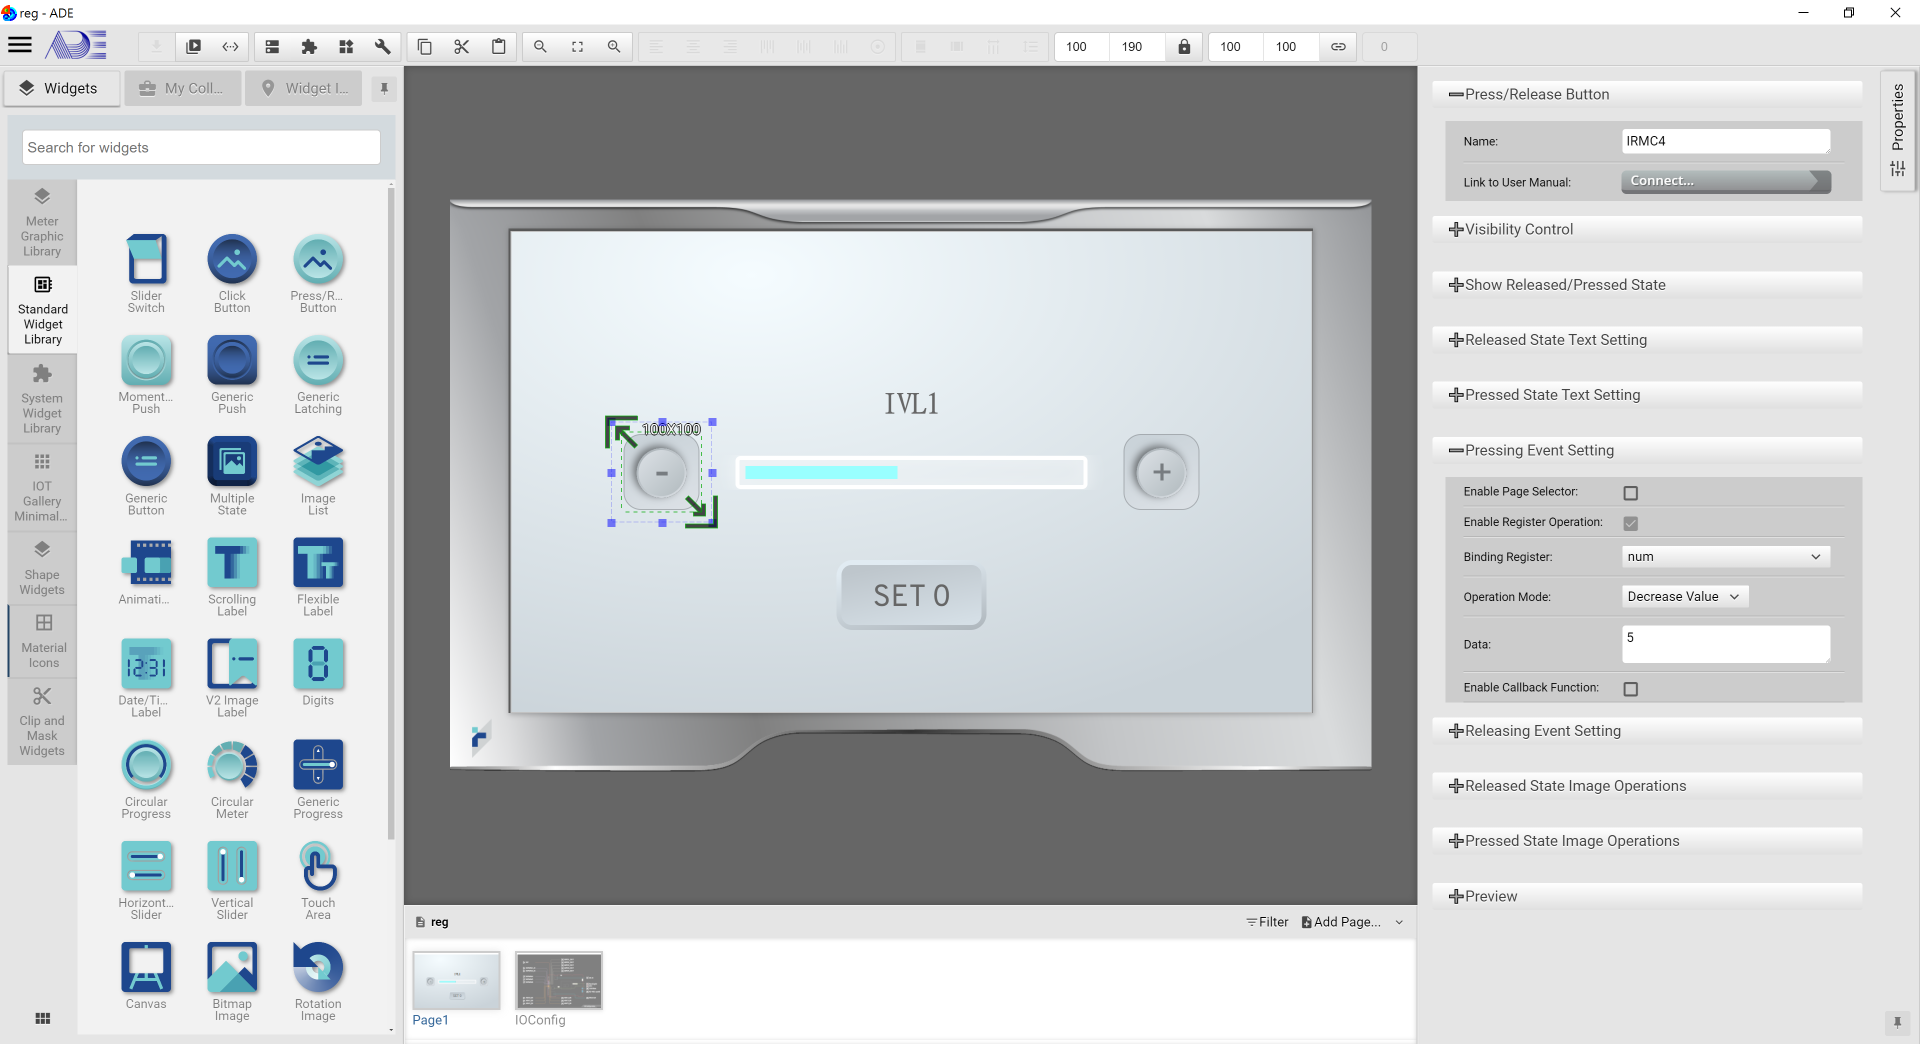 reg - ADE
ADE
100
190
100
100
0
Widgets
My Coll...
Widget I...
Search for widgets
Meter
Graphic
Library
Standard
Widget
Library
System
Widget
Library
IOT
Gallery
Minimal...
Shape
Widgets
Material
Icons
Clip and
Mask
Widgets
Slider
Switch
Click
Button
Press/R...
Button
Moment...
Push
Generic
Push
Generic
Latching
Generic
Button
Multiple
State
Image
List
Animati...
Scrolling
Label
Flexible
Label
12:31
Date/Ti...
Label
V2 Image
Label
Digits
Circular
Progress
Circular
Meter
Generic
Progress
Horizont...
Slider
Vertical
Slider
Touch
Area
Canvas
Bitmap
Image
Rotation
Image
IVL1
100X100
-
+
SET 0
reg
Filter
Add Page...
Page1
IOConfig
Press/Release Button
Name:
IRMC4
Link to User Manual:
Connect...
Visibility Control
Show Released/Pressed State
Released State Text Setting
Pressed State Text Setting
Pressing Event Setting
Enable Page Selector:
Enable Register Operation:
Binding Register:
num
Operation Mode:
Decrease Value
Data:
5
Enable Callback Function:
Releasing Event Setting
Released State Image Operations
Pressed State Image Operations
Preview
Properties